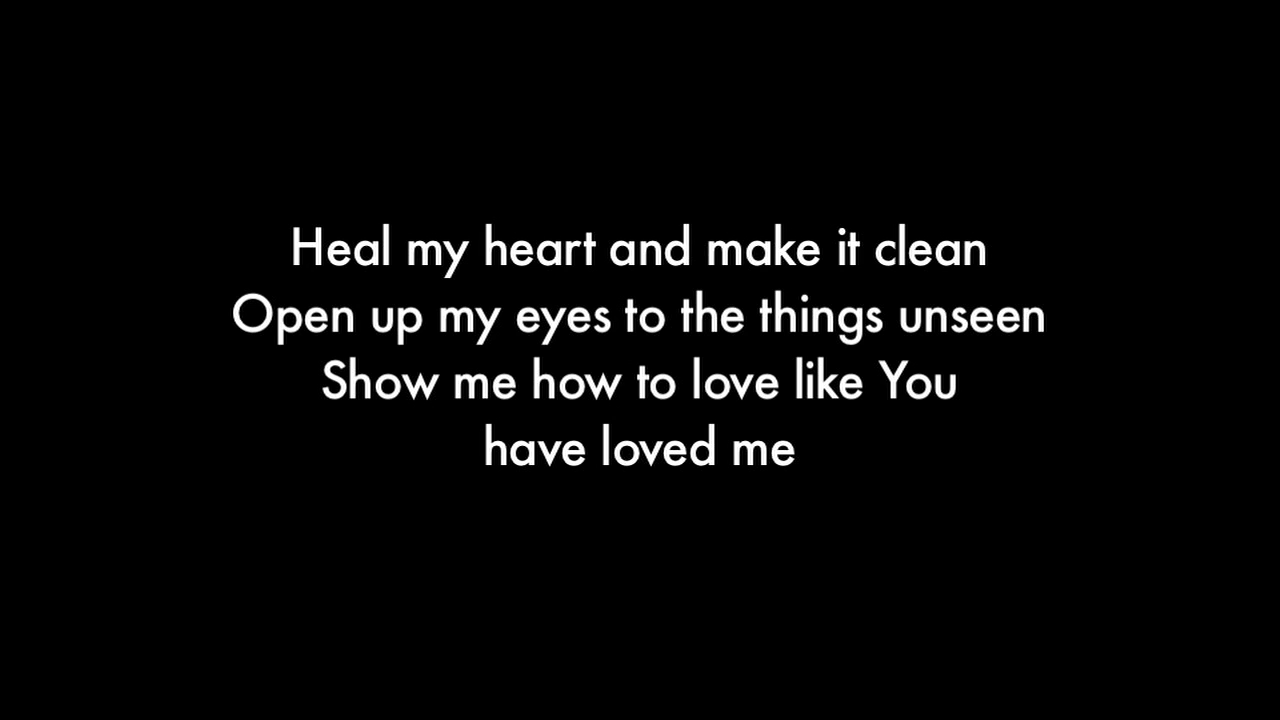 Heal my heart and make it clean
Open up my eyes to the things unseen
Show me how to love like You
have loved me